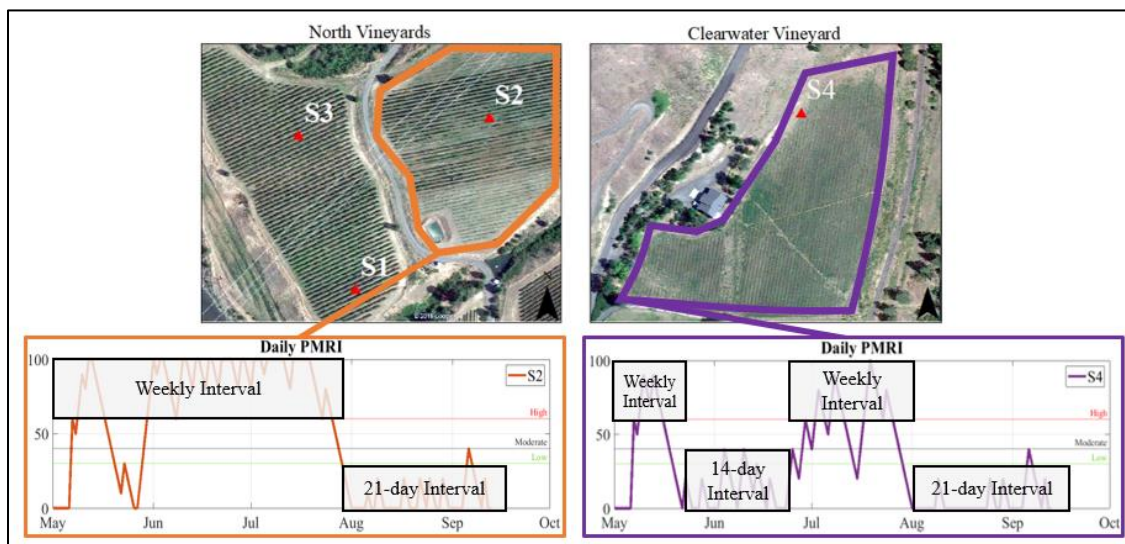 North Vineyards
Clearwater Vineyard
S3
S2
S1
S4
Daily PMRI
100
50
0
Weekly Interval
21-day Interval
S2
High
Moderate
Low
May
Jun
Jul
Aug
Sep
Oct
Daily PMRI
100
50
0
Weekly
Interval
14-day
Interval
Weekly
Interval
21-day Interval
S4
High
Moderate
Low
May
Jun
Jul
Aug
Sep
Oct